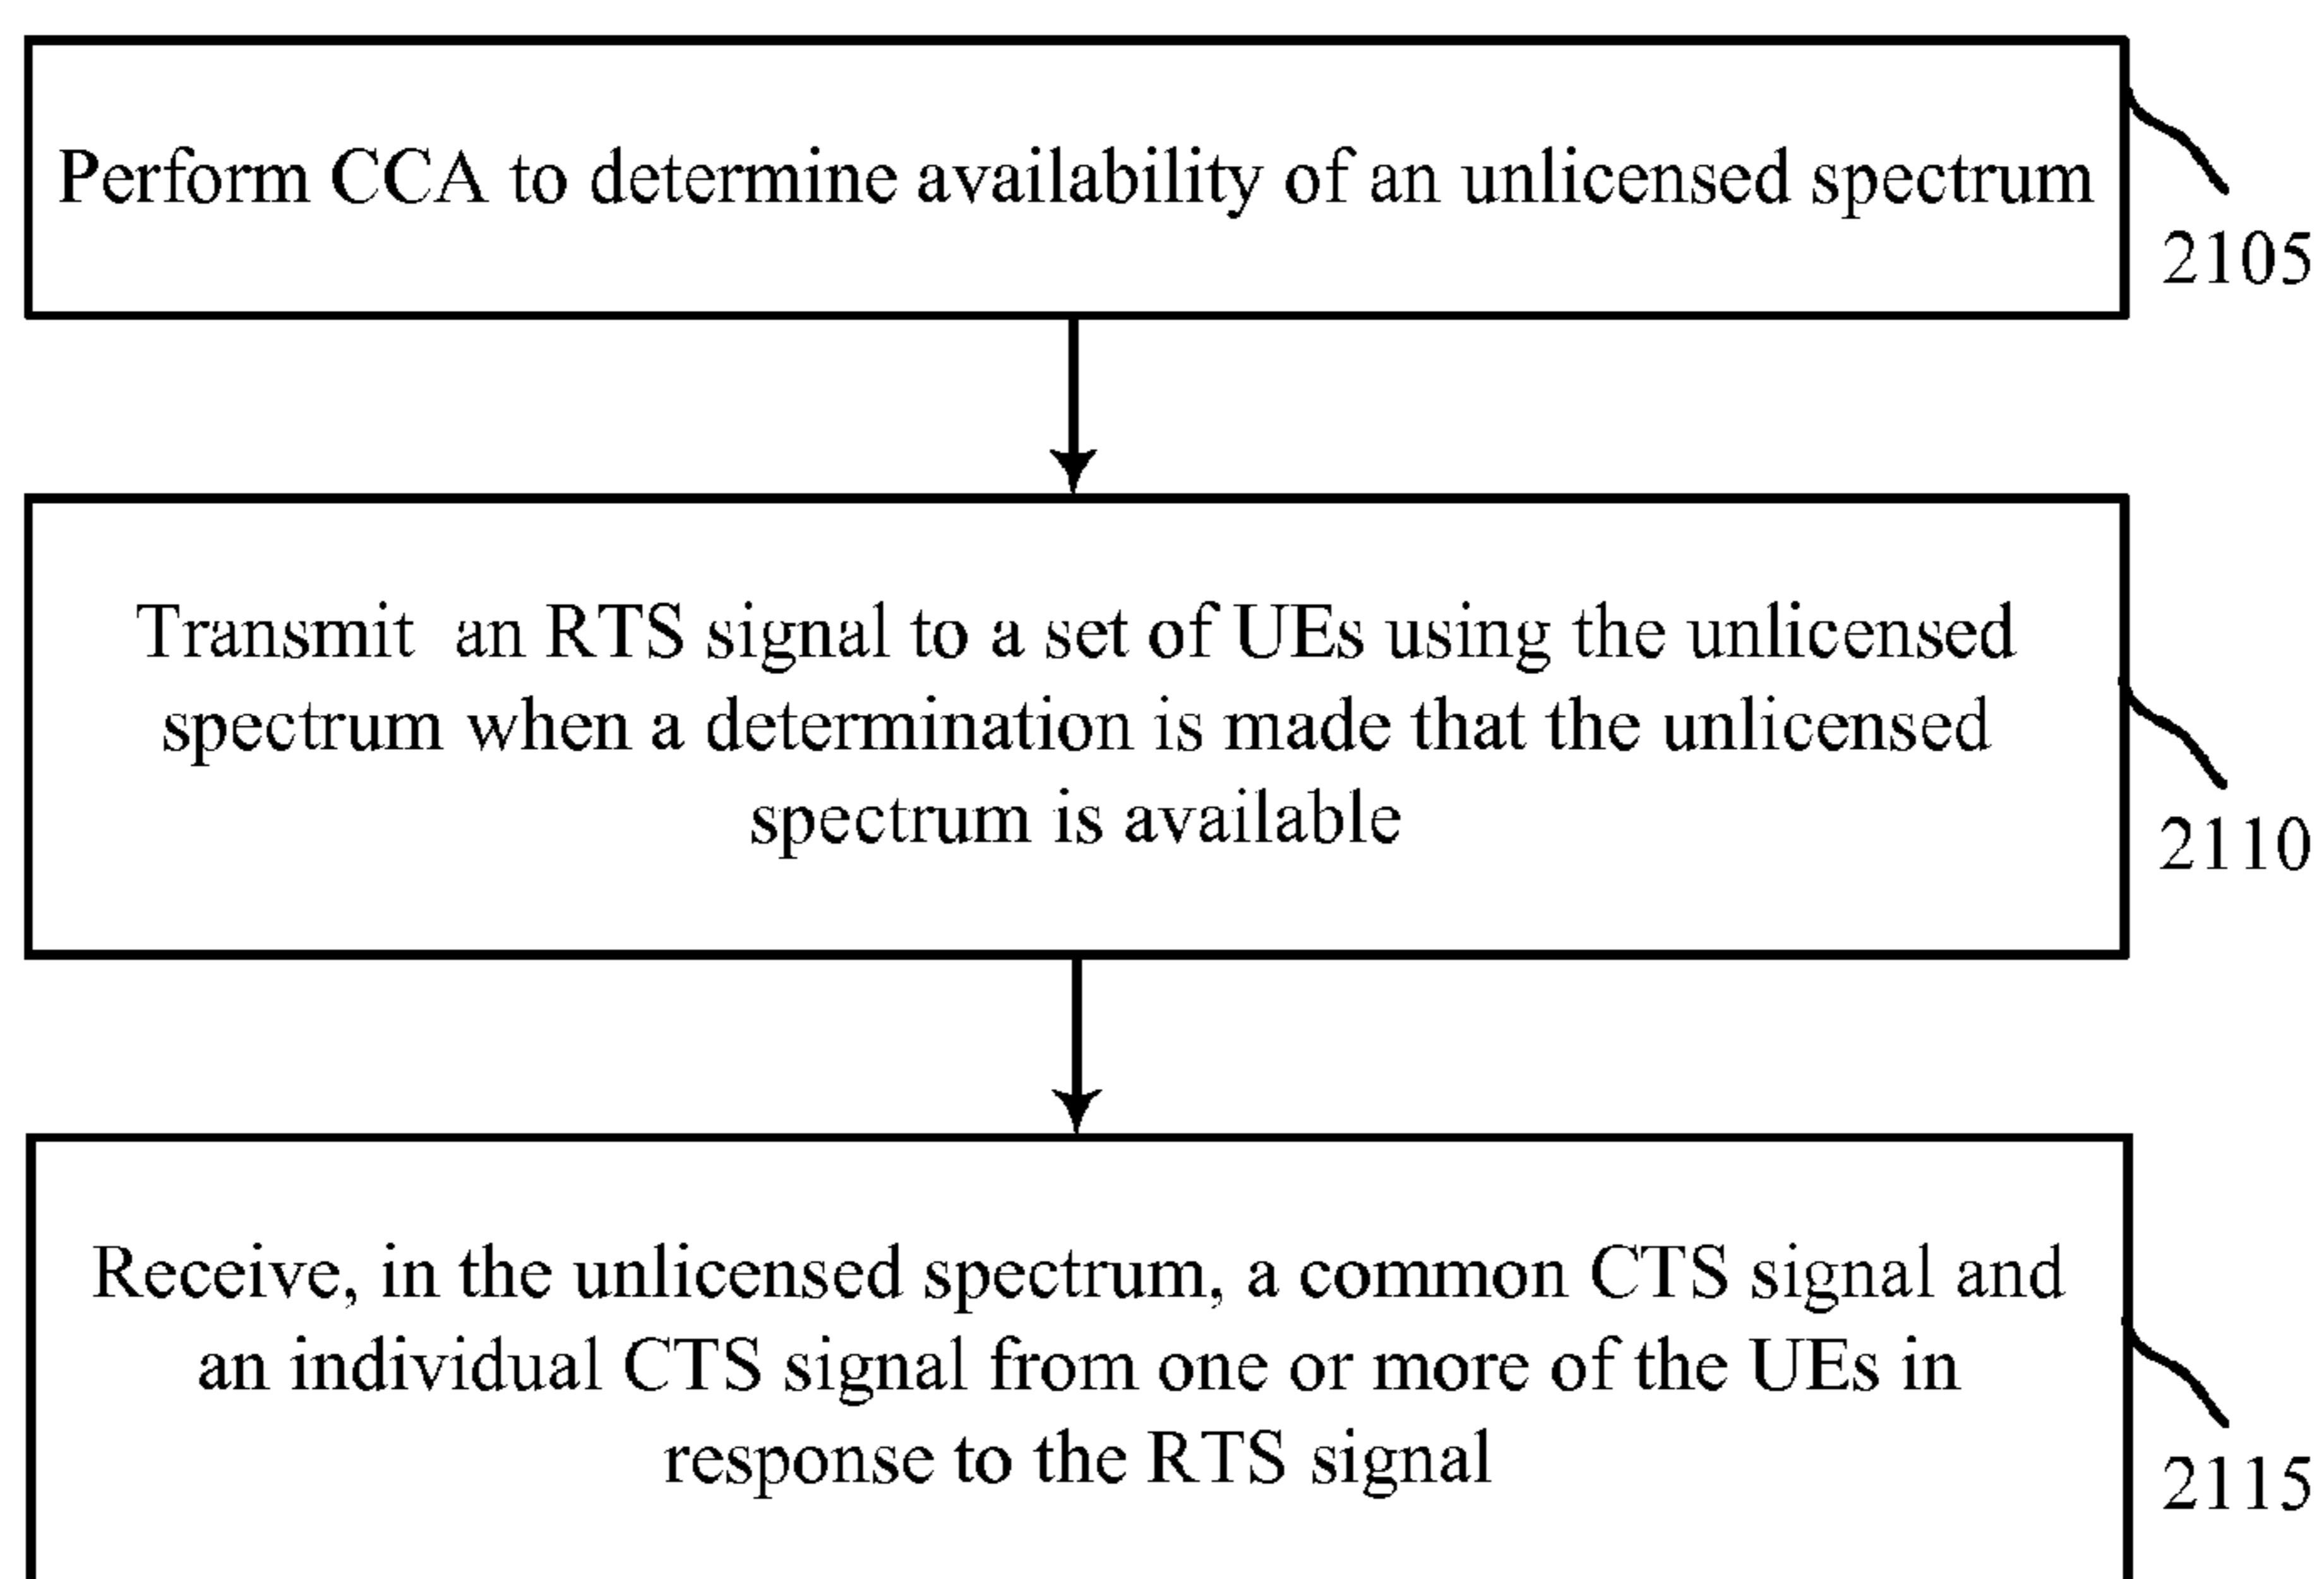 Perform CCA to determine availability of an unlicensed spectrum
2105
Transmit an RTS signal to a set of UEs using the unlicensed
spectrum when a determination is made that the unlicensed
spectrum is available
2110
Receive, in the unlicensed spectrum, a common CTS signal and
an individual CTS signal from one or more of the UEs in
response to the RTS signal
2115